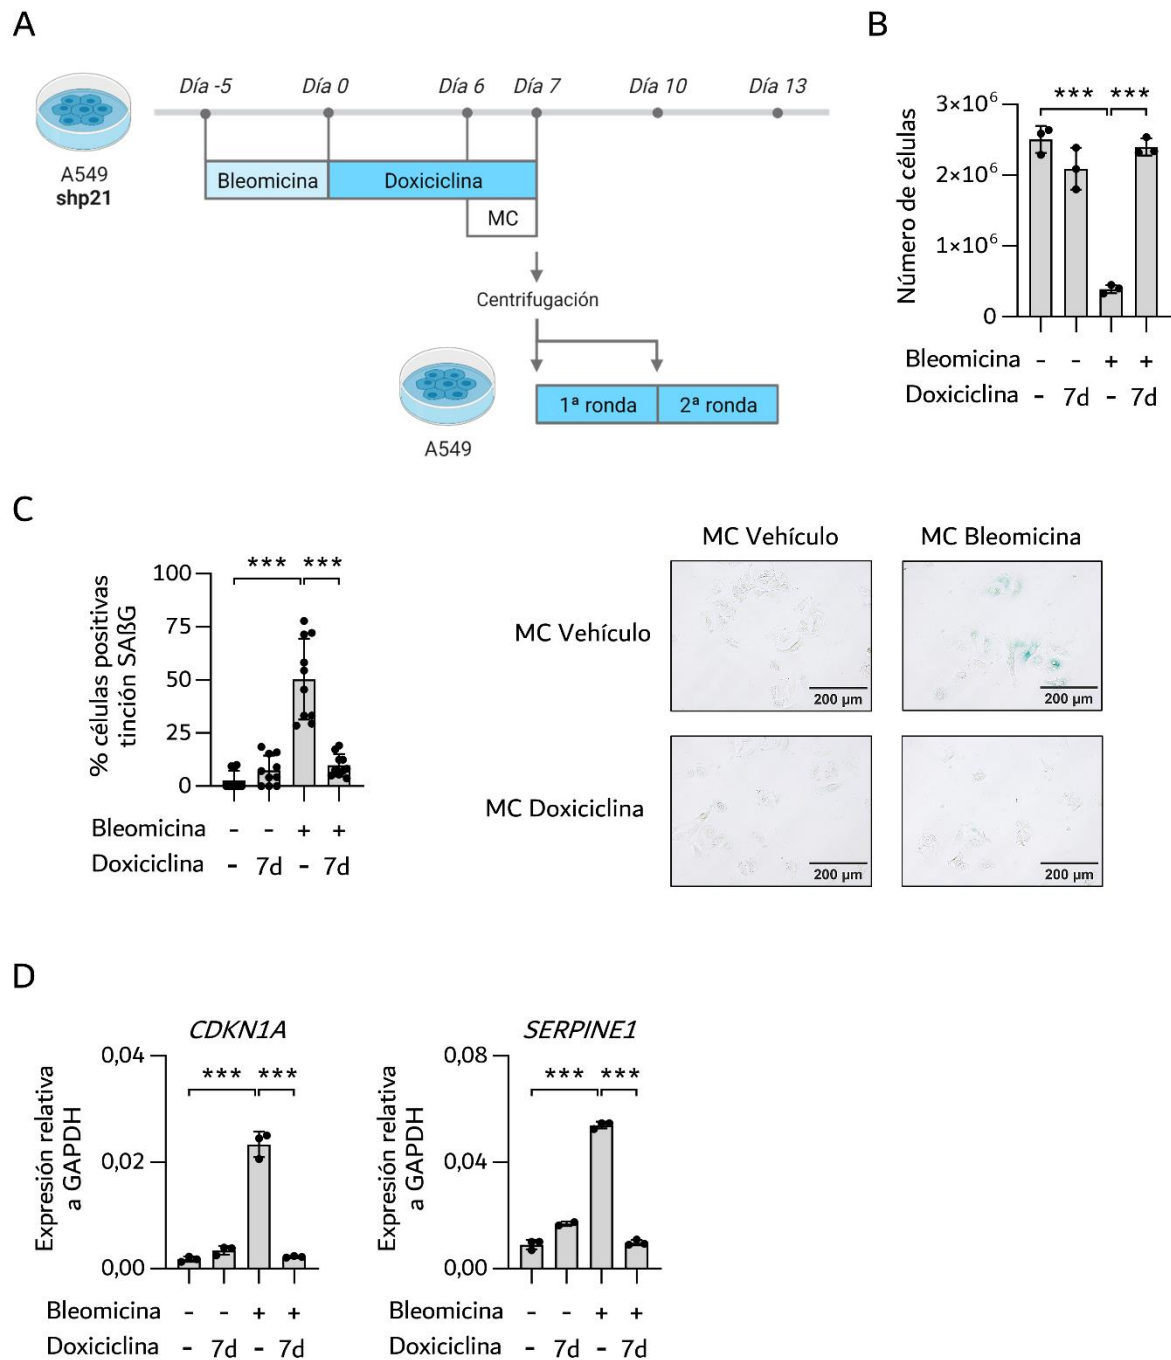 A
Día -5
Día 0
Día 6
Día 7
Día 10
Día 13
A549
shp21
Bleomicina
Doxiciclina
MC
Centrifugación
1ª ronda
2ª ronda
A549
B
*** ***
Número de células
3×10⁶
2×10⁶
1×10⁶
0
Bleomicina - - + +
Doxiciclina - 7d - 7d
C
*** ***
% células positivas
tinción SAßG
100
75
50
25
0
Bleomicina - - + +
Doxiciclina - 7d - 7d
MC Vehículo
MC Bleomicina
MC Vehículo
200 µm
200 µm
MC Doxiciclina
200 µm
200 µm
D
CDKN1A
*** ***
Expresión relativa
a GAPDH
0,04
0,02
0,00
Bleomicina - - + +
Doxiciclina - 7d - 7d
SERPINE1
*** ***
Expresión relativa
a GAPDH
0,08
0,04
0,00
Bleomicina - - + +
Doxiciclina - 7d - 7d